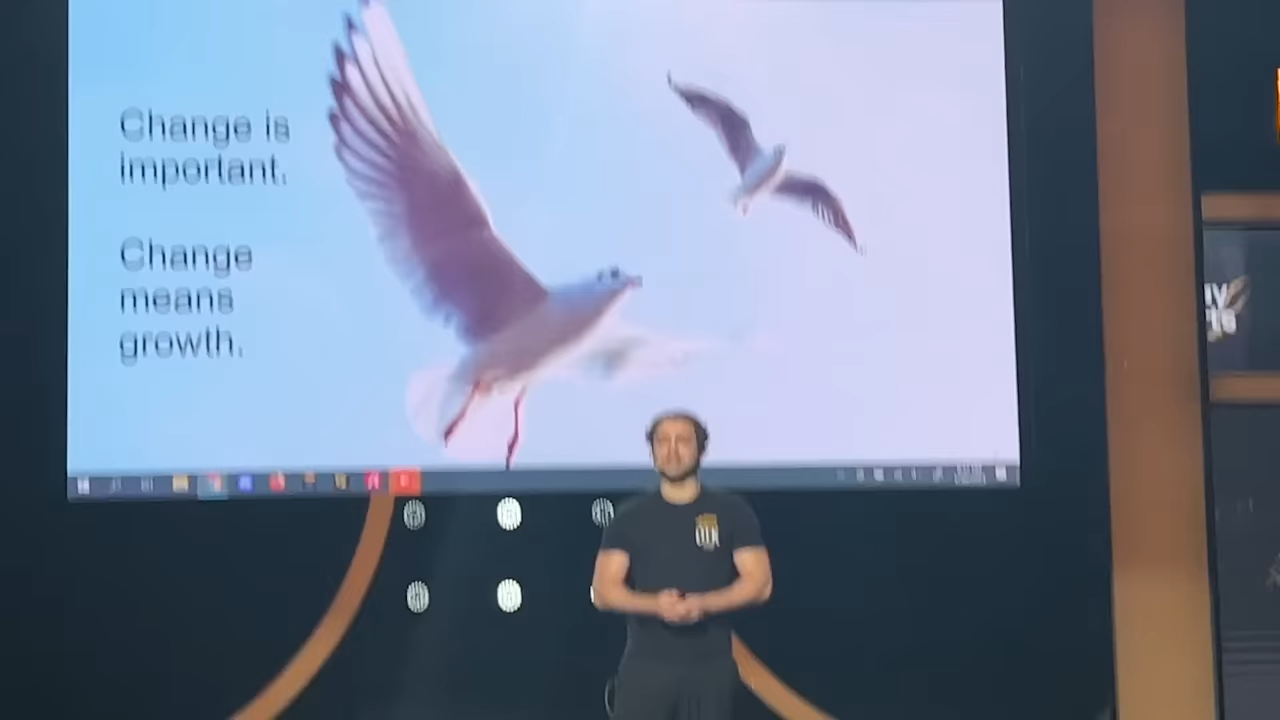 Change is
important.
Change
means
growth.